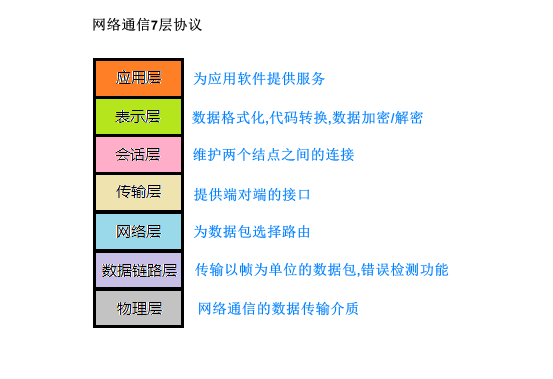 网络通信7层协议
应用层 为应用软件提供服务
表示层 数据格式化,代码转换,数据加密/解密
会话层 维护两个结点之间的连接
传输层 提供端对端的接口
网络层 为数据包选择路由
数据链路层 传输以帧为单位的数据包,错误检测功能
物理层 网络通信的数据传输介质